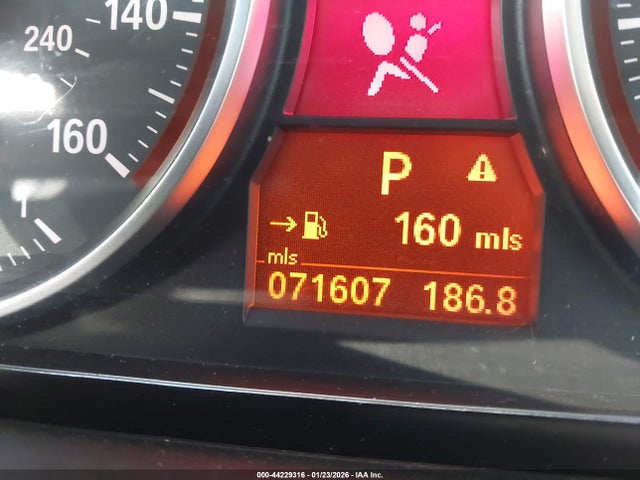 140
240
160
P
160 mls
mls
071607 186.8
000-44229316 - 01/23/2026 - IAA Inc.